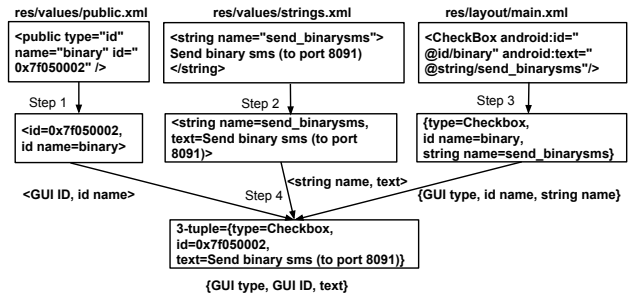 res/values/public.xml
res/values/strings.xml
res/layout/main.xml
<public type="id"
name="binary" id="
0x7f050002" />
<string name="send_binarysms">
Send binary sms (to port 8091)
</string>
<CheckBox android:id="
@id/binary" android:text="
@string/send_binarysms"/>
Step 1
Step 2
Step 3
<id=0x7f050002,
id name=binary>
<string name=send_binarysms,
text=Send binary sms (to port
8091)>
{type=Checkbox,
id name=binary,
string name=send_binarysms}
<GUI ID, id name>
Step 4
<string name, text>
{GUI type, id name, string name}
3-tuple={type=Checkbox,
id=0x7f050002,
text=Send binary sms (to port 8091)}
{GUI type, GUI ID, text}